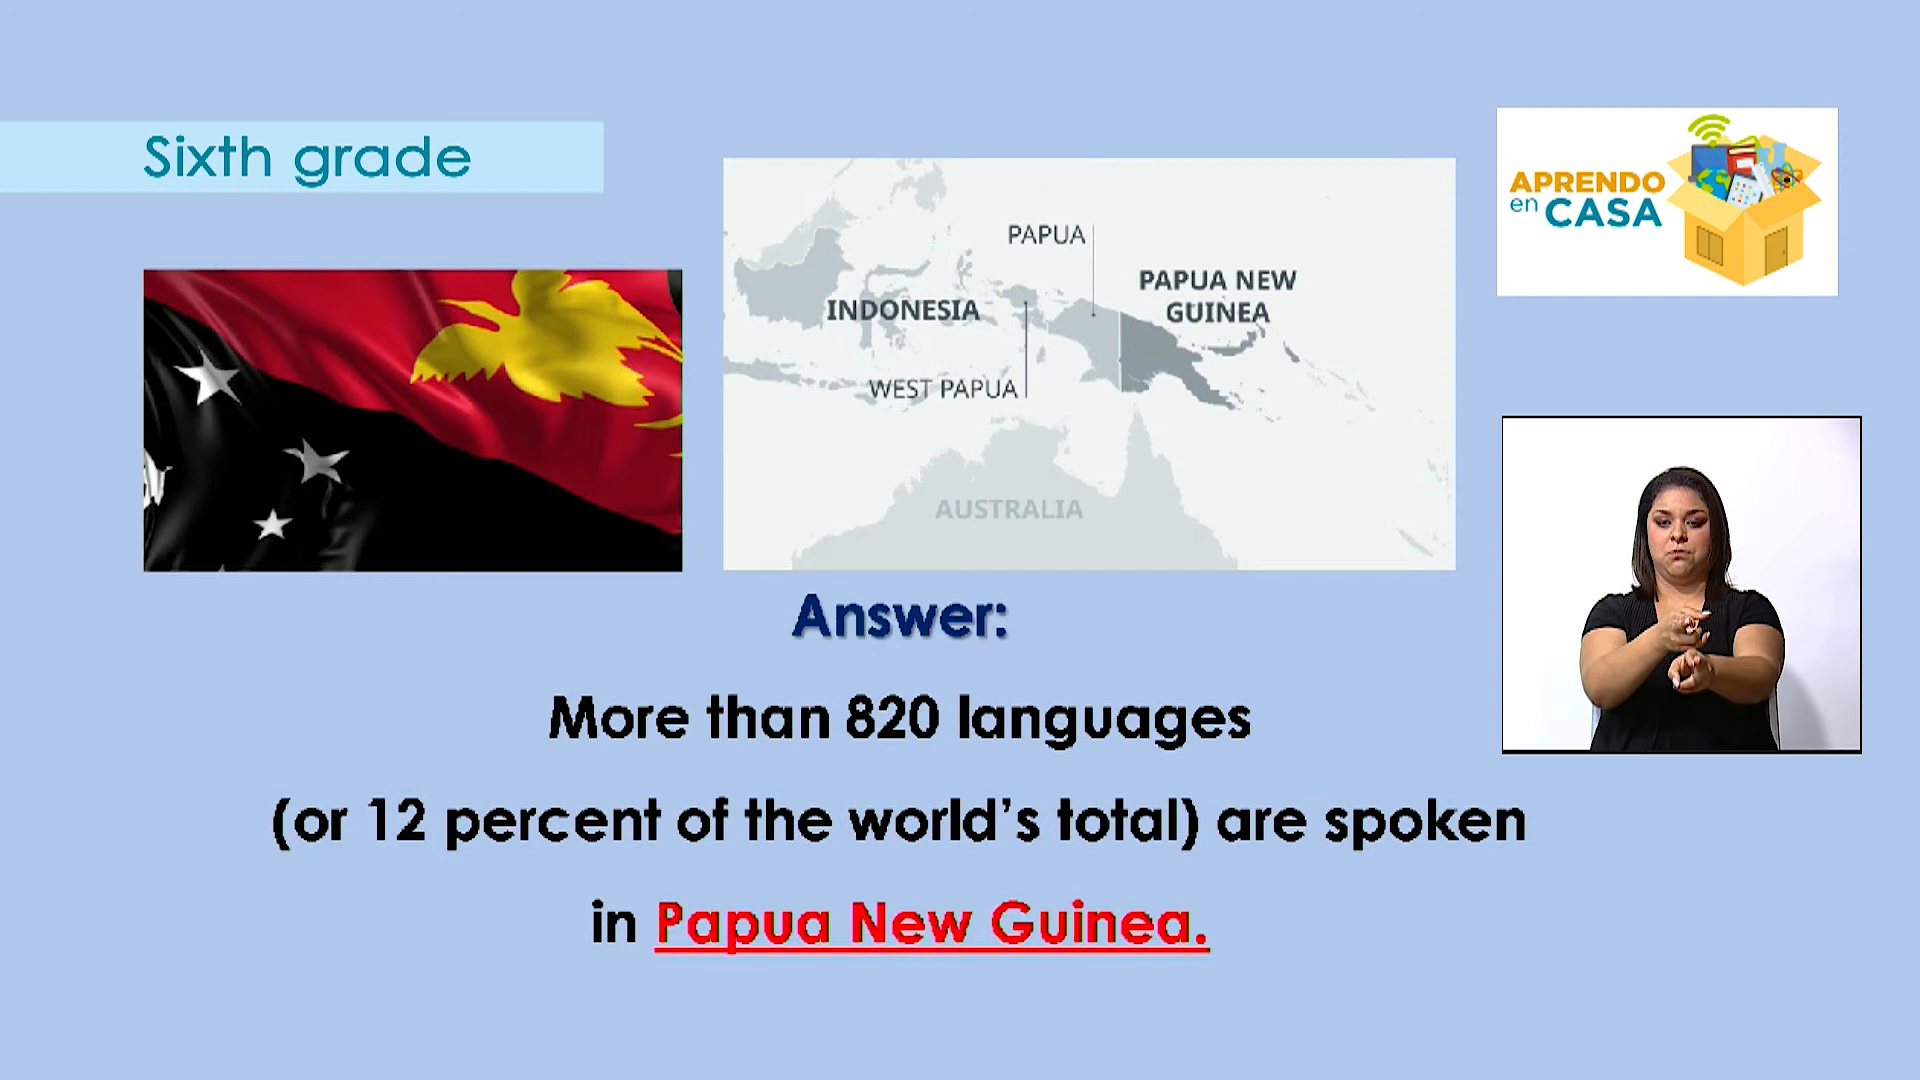 Sixth grade
APRENDO
en CASA
PAPUA
PAPUA NEW
GUINEA
INDONESIA
WEST PAPUA
AUSTRALIA
Answer:
More than 820 languages
(or 12 percent of the world’s total) are spoken
in Papua New Guinea.